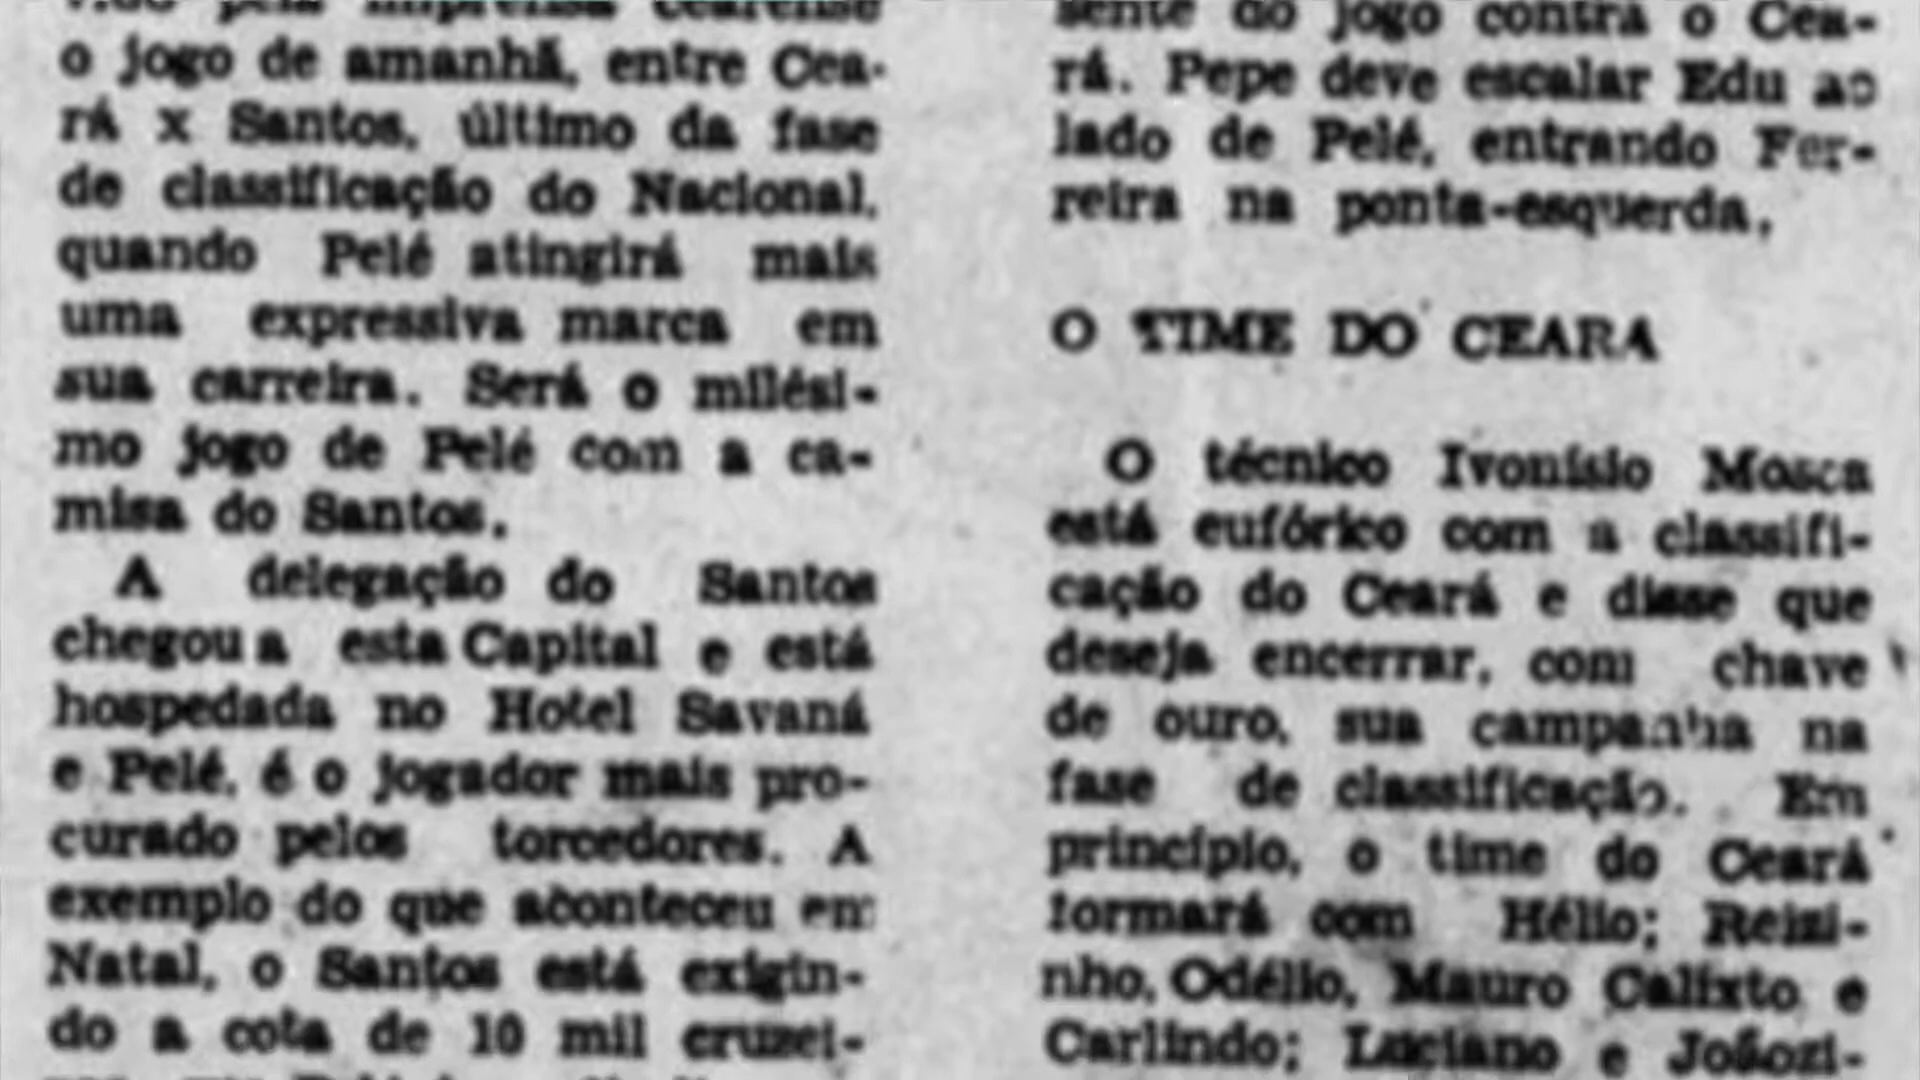 pela imprensa cearense
o jogo de amanhã, entre Cea-
rá x Santos, último da fase
de classificação do Nacional,
quando Pelé atingirá mais
uma expressiva marca em
sua carreira. Será o milési-
mo jogo de Pelé com a ca-
misa do Santos.
A delegação do Santos
chegou a esta Capital e está
hospedada no Hotel Savaná
e Pelé, é o jogador mais pro-
curado pelos torcedores. A
exemplo do que aconteceu em
Natal, o Santos está exigin-
do a cota de 10 mil cruzei-
sente do jogo contra o Cea-
rá. Pepe deve escalar Edu ao
lado de Pelé, entrando Fer-
reira na ponta-esquerda.
O TIME DO CEARA
O técnico Ivonísio Mosca
está eufórico com a classifi-
cação do Ceará e disse que
deseja encerrar, com chave
de ouro, sua campanha na
fase de classificação. Em
princípio, o time do Ceará
formará com Hélio; Reizi-
nho, Odélio, Mauro Calixto e
Carlindo; Luciano e Joãozi-